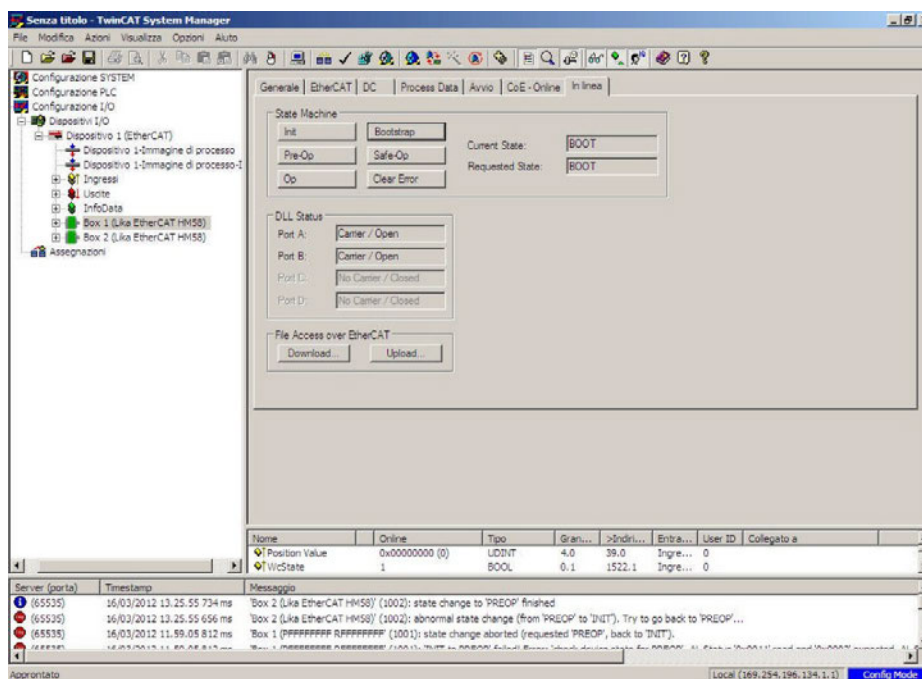 Senza titolo - TwinCAT System Manager
File Modifica Azioni Visualizza Opzioni Aiuto
Configurazione SYSTEM
Configurazione PLC
Configurazione I/O
Dispositivi I/O
Dispositivo 1 (EtherCAT)
Dispositivo 1-Immagine di processo
Dispositivo 1-Immagine di processo-I
Ingressi
Uscite
InfoData
Box 1 (Lika EtherCAT HM58)
Box 2 (Lika EtherCAT HM58)
Assegnazioni
Generale EtherCAT DC Process Data Avvio CoE - Online In linea
State Machine
Init Bootstrap
Pre-Op Safe-Op
Op Clear Error
Current State: BOOT
Requested State: BOOT
DLL Status
Port A: Carrier / Open
Port B: Carrier / Open
Port C: No Carrier / Closed
Port D: No Carrier / Closed
File Access over EtherCAT
Download... Upload...
Nome Online Tipo Gran... >Indiri... Entra... User ID Collegato a
Position Value 0x00000000 (0) UDINT 4.0 39.0 Ingre... 0
WcState 1 BOOL 0.1 1522.1 Ingre... 0
Server (porta) Timestamp Messaggio
(65535) 16/03/2012 13.25.55 734 ms 'Box 2 (Lika EtherCAT HM58)' (1002): state change to 'PREOP' finished
(65535) 16/03/2012 13.25.55 656 ms 'Box 2 (Lika EtherCAT HM58)' (1002): abnormal state change (from 'PREOP' to 'INIT'). Try to go back to 'PREOP'...
(65535) 16/03/2012 11.59.05 812 ms 'Box 1 (PFFFFFFFF RFFFFFFFF' (1001): state change aborted (requested 'PREOP', back to 'INIT').
Approntato Local (169.254.196.134.1.1) Config Mode